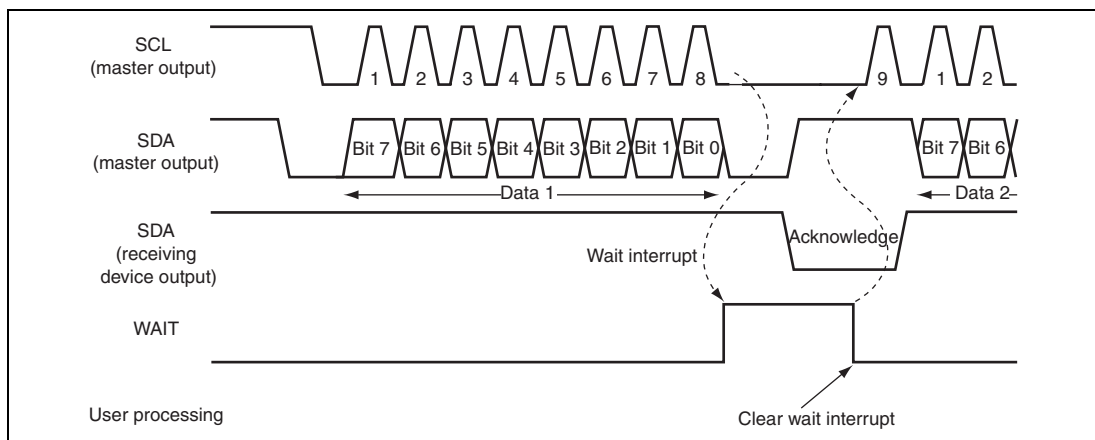 SCL
(master output)
1 2 3 4 5 6 7 8 9 1 2
SDA
(master output)
Bit 7 Bit 6 Bit 5 Bit 4 Bit 3 Bit 2 Bit 1 Bit 0 Bit 7 Bit 6
Data 1 Data 2
SDA
(receiving
device output)
Acknowledge
Wait interrupt
WAIT
User processing
Clear wait interrupt